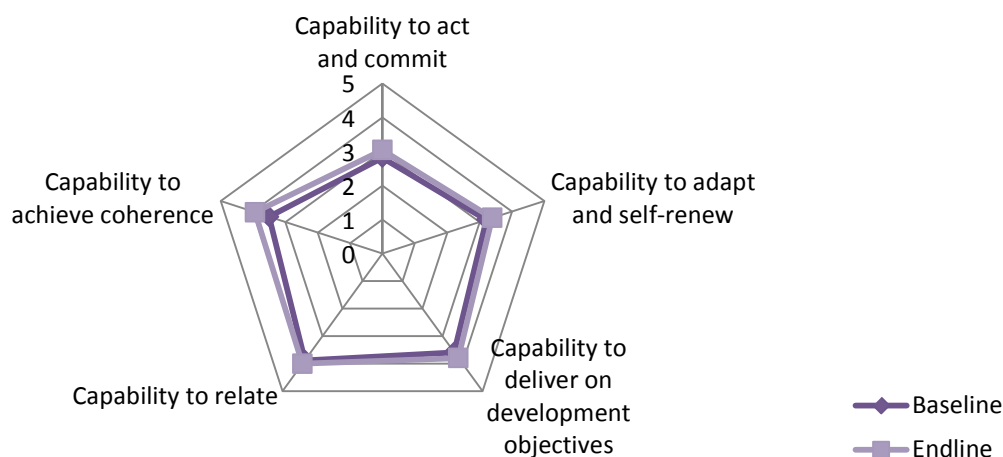 Capability to act
and commit
5
4
3
2
1
0
Capability to adapt
and self-renew
Capability to
deliver on
development
objectives
Capability to relate
Capability to
achieve coherence
Baseline
Endline